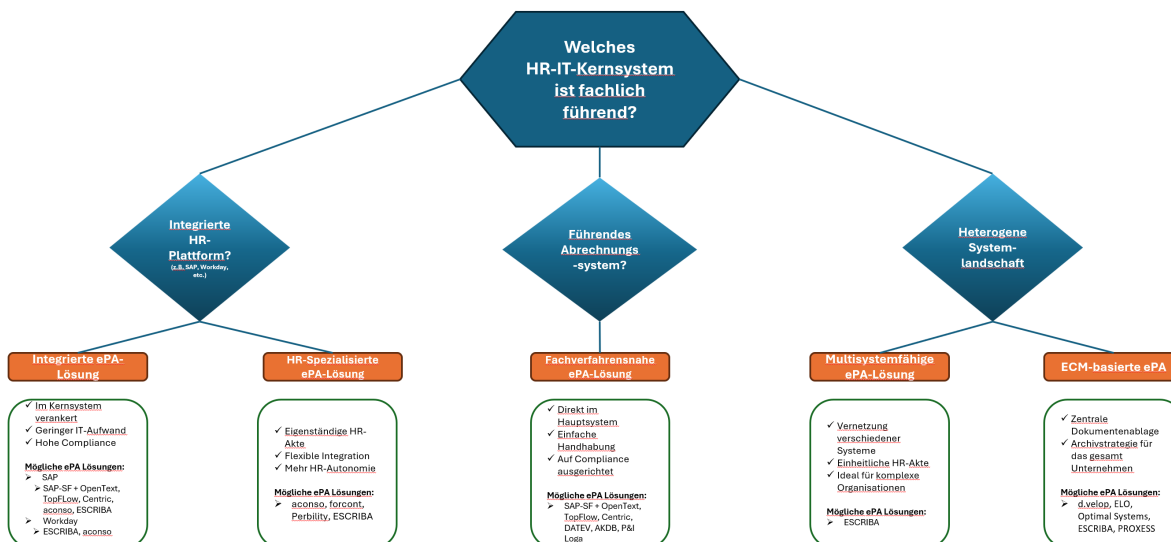 Welches
HR-IT-Kernsystem
ist fachlich
führend?
Integrierte
HR-
Plattform?
(z.B. SAP, Workday,
etc.)
Führendes
Abrechnungs
-system?
Heterogene
System-
landschaft
Integrierte ePA-
Lösung
HR-Spezialisierte
ePA-Lösung
Fachverfahrensnahe
ePA-Lösung
Multisystemfähige
ePA-Lösung
ECM-basierte ePA
✓ Im Kernsystem
verankert
✓ Geringer IT-Aufwand
✓ Hohe Compliance
Mögliche ePA Lösungen:
➢ SAP
➢ SAP-SF + OpenText,
TopFLow, Centric,
aconso, ESCRIBA
➢ Workday
➢ ESCRIBA, aconso
✓ Eigenständige HR-
Akte
✓ Flexible Integration
✓ Mehr HR-Autonomie
Mögliche ePA Lösungen:
➢ aconso, forcont,
Perbility, ESCRIBA
✓ Direkt im
Hauptsystem
✓ Einfache
Handhabung
✓ Auf Compliance
ausgerichtet
Mögliche ePA Lösungen:
➢ SAP-SF + OpenText,
TopFLow, Centric,
DATEV, AKDB, P&I
Loga
✓ Vernetzung
verschiedener
Systeme
✓ Einheitliche HR-Akte
✓ Ideal für komplexe
Organisationen
Mögliche ePA Lösungen:
➢ ESCRIBA
✓ Zentrale
Dokumentenablage
✓ Archivstrategie für
das gesamt
Unternehmen
Mögliche ePA Lösungen:
➢ d.velop, ELO,
Optimal Systems,
ESCRIBA, PROXESS